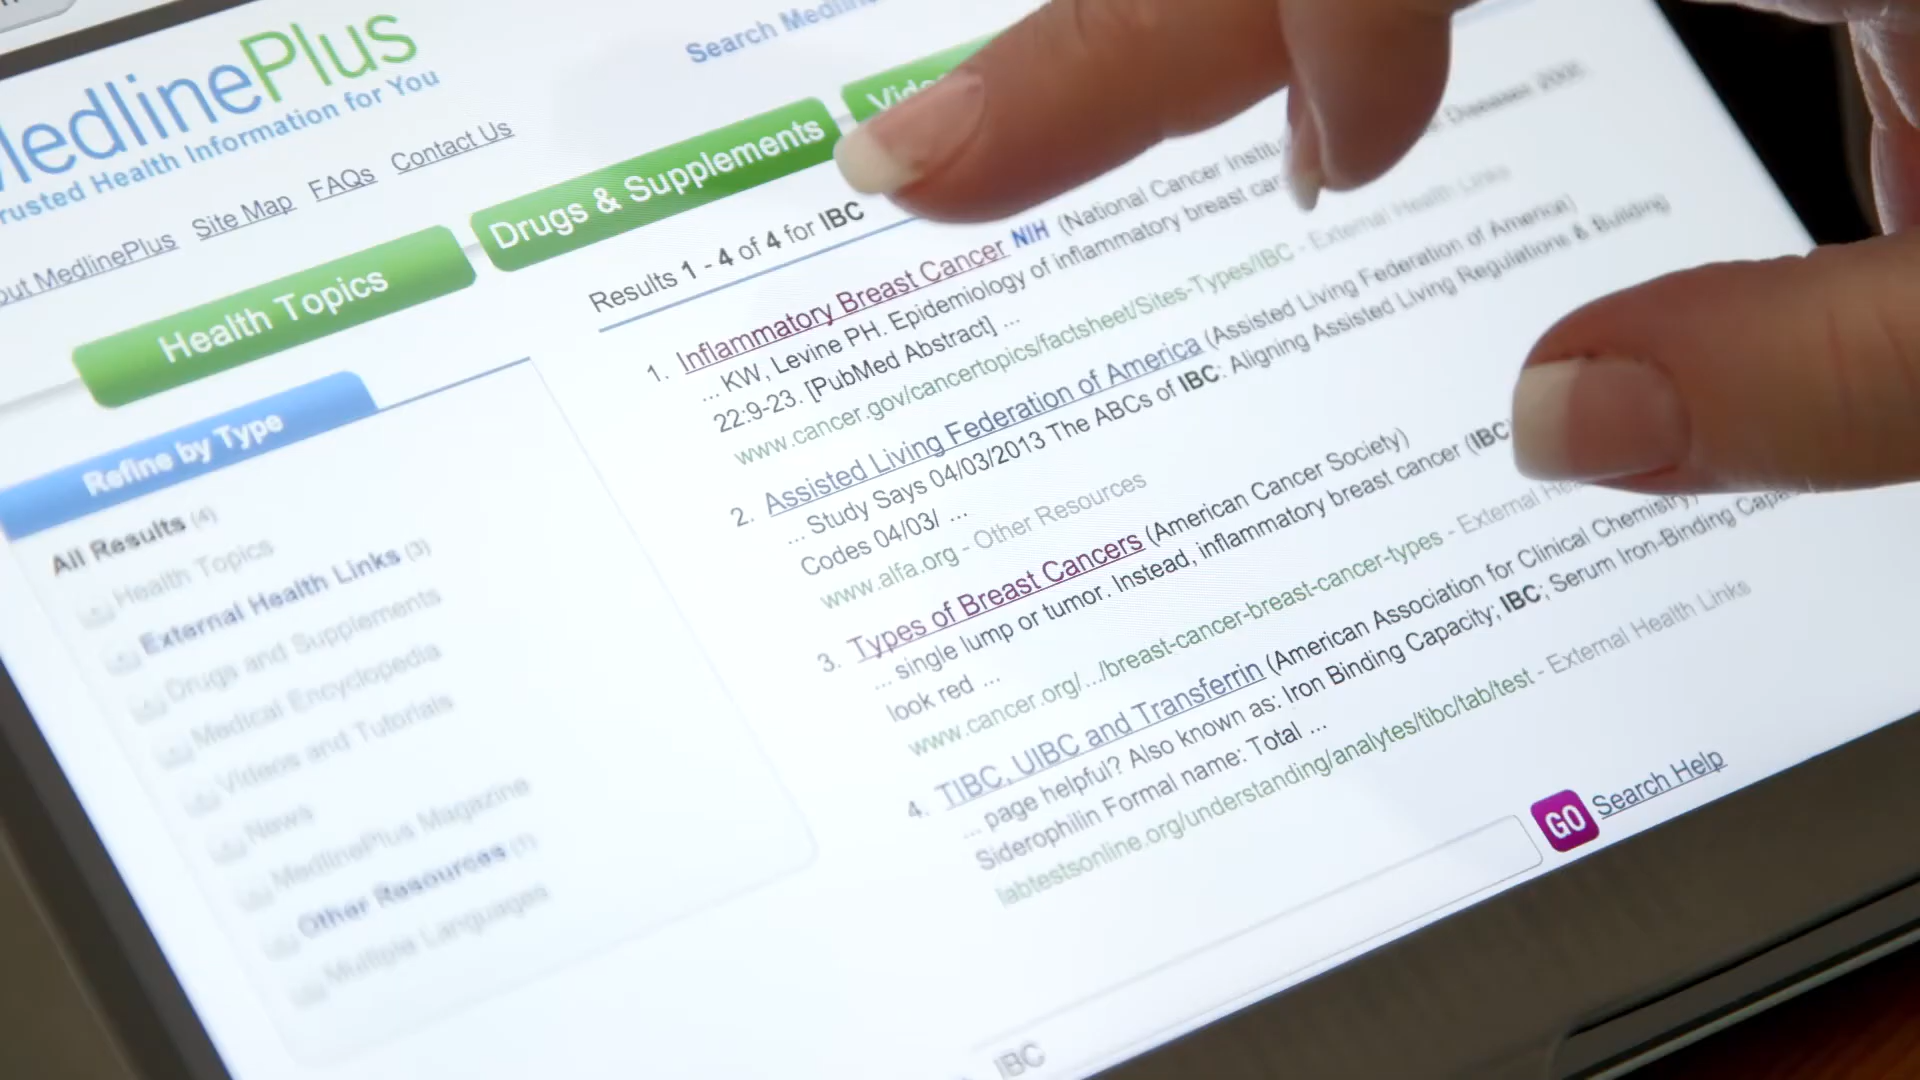 MedlinePlus
Trusted Health Information for You
Search Medline
About MedlinePlus Site Map FAQs Contact Us
Health Topics Drugs & Supplements
Refine by Type
All Results (4)
Health Topics
External Health Links (3)
Drugs and Supplements
Medical Encyclopedia
Videos and Tutorials
News
MedlinePlus Magazine
Other Resources (1)
Multiple Languages
Results 1 - 4 of 4 for IBC
1. Inflammatory Breast Cancer NIH (National Cancer Institu
... KW, Levine PH. Epidemiology of inflammatory breast can
22:9-23. [PubMed Abstract] ...
www.cancer.gov/cancertopics/factsheet/Sites-Types/IBC - External Health Links
2. Assisted Living Federation of America (Assisted Living Federation of America)
... Study Says 04/03/2013 The ABCs of IBC: Aligning Assisted Living Regulations & Building
Codes 04/03/ ...
www.alfa.org - Other Resources
3. Types of Breast Cancers (American Cancer Society)
... single lump or tumor. Instead, inflammatory breast cancer (IBC
look red ...
www.cancer.org/.../breast-cancer-breast-cancer-types - External Hea
4. TIBC, UIBC and Transferrin (American Association for Clinical Chemistry)
... page helpful? Also known as: Iron Binding Capacity; IBC; Serum Iron-Binding Capa
Siderophilin Formal name: Total ...
labtestsonline.org/understanding/analytes/tibc/tab/test - External Health Links
IBC GO Search Help